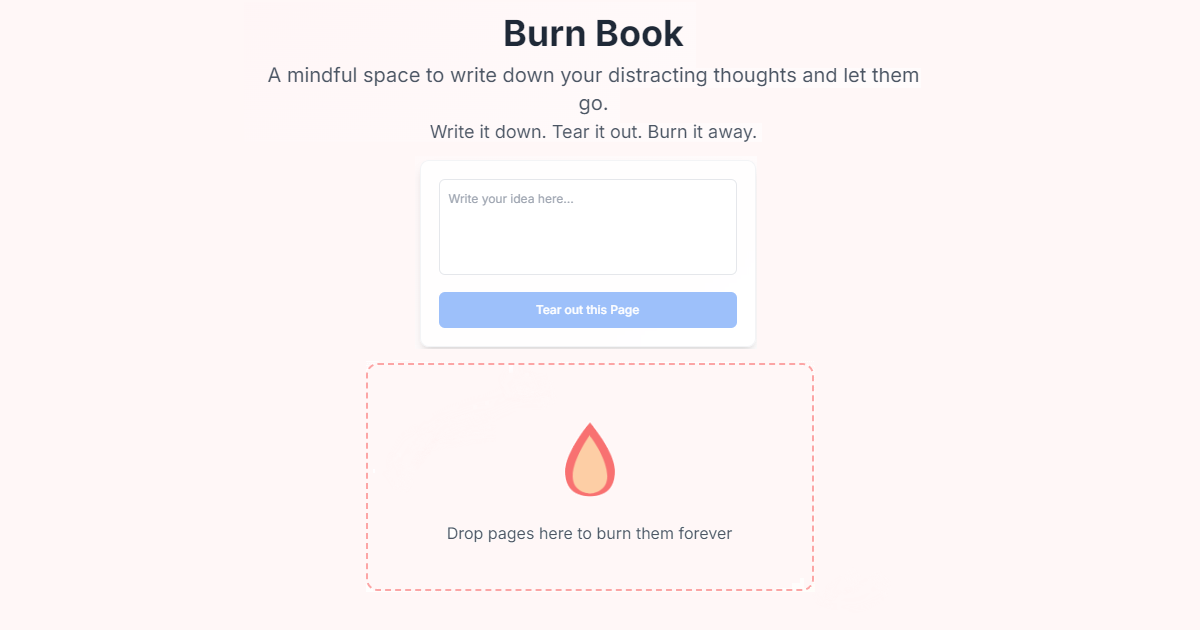 Burn Book
A mindful space to write down your distracting thoughts and let them
go.
Write it down. Tear it out. Burn it away.
Write your idea here...
Tear out this Page
Drop pages here to burn them forever